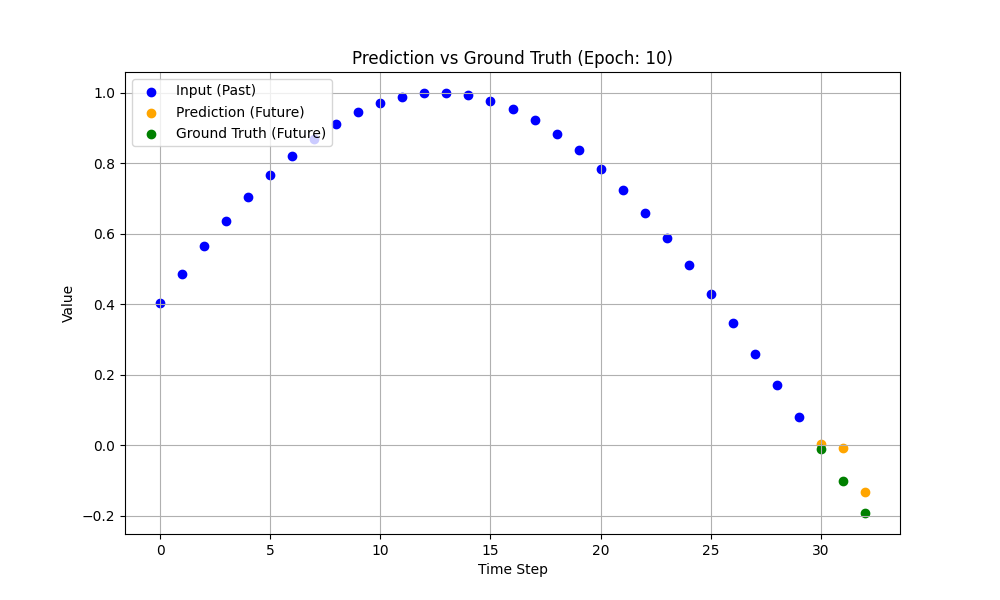 Prediction vs Ground Truth (Epoch: 10)
Input (Past)
Prediction (Future)
Ground Truth (Future)
Value
1.0
0.8
0.6
0.4
0.2
0.0
−0.2
0 5 10 15 20 25 30
Time Step